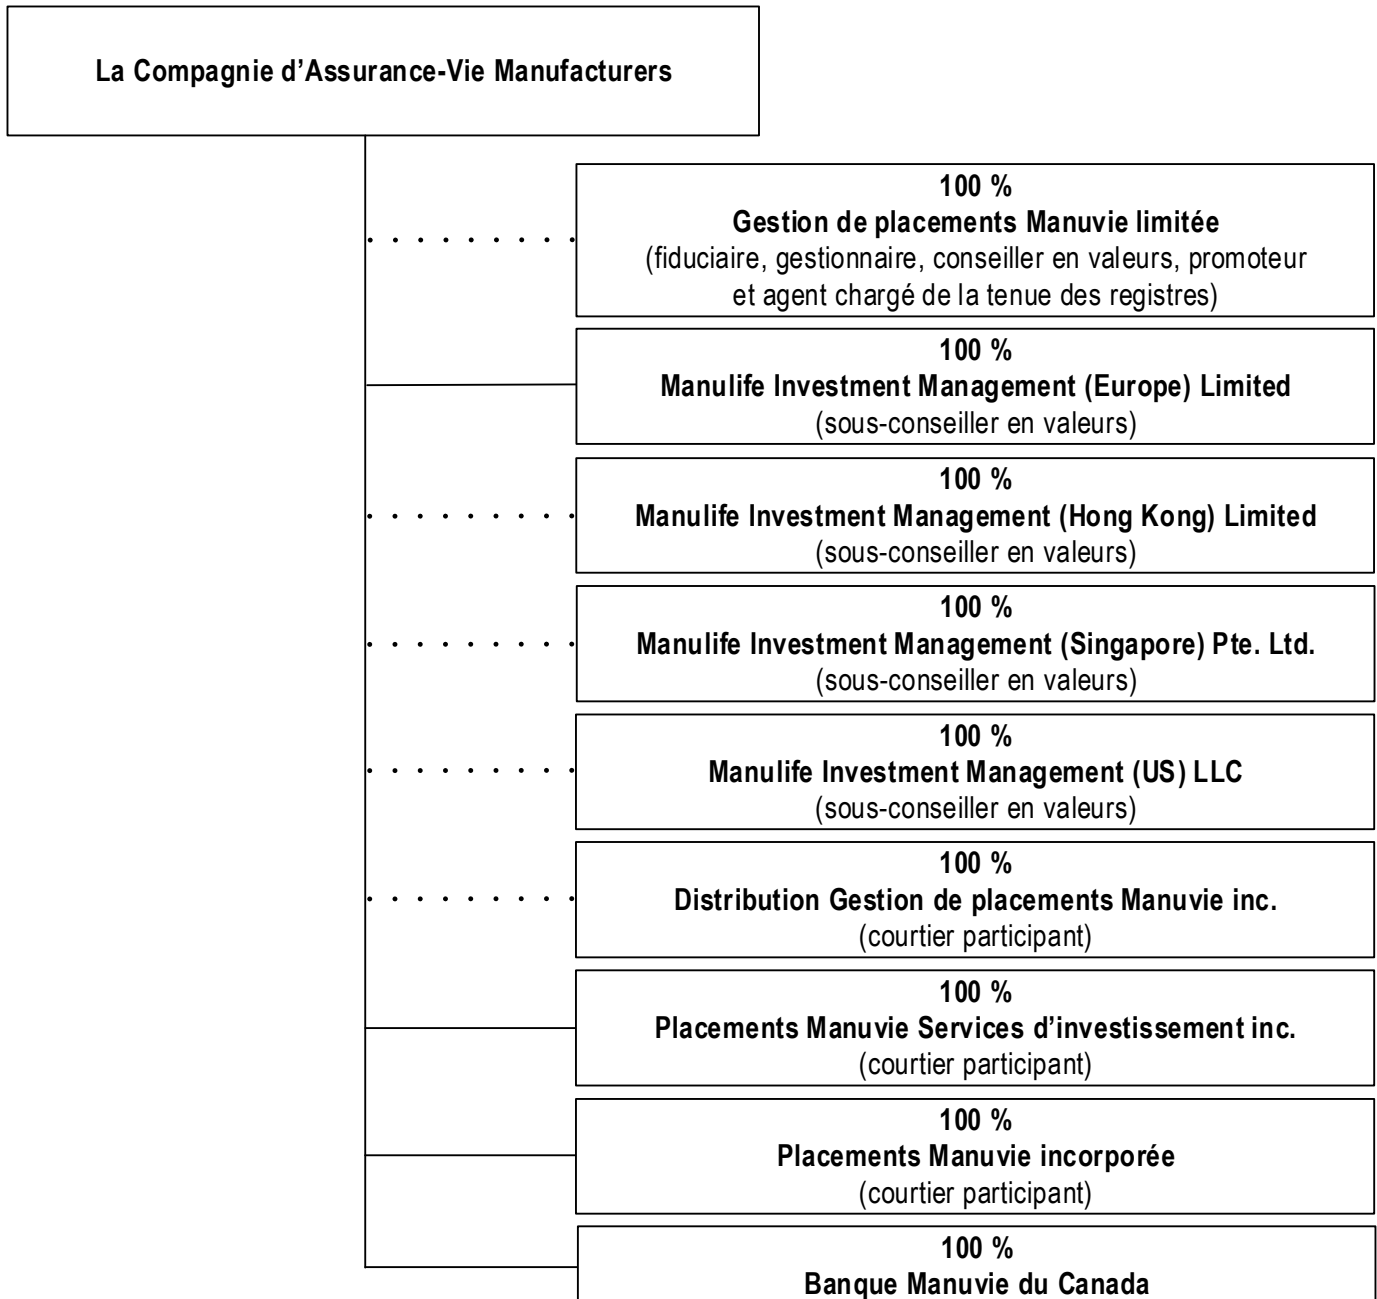 La Compagnie d’Assurance-Vie Manufacturers
100 %
Gestion de placements Manuvie limitée
(fiduciaire, gestionnaire, conseiller en valeurs, promoteur
et agent chargé de la tenue des registres)
100 %
Manulife Investment Management (Europe) Limited
(sous-conseiller en valeurs)
100 %
Manulife Investment Management (Hong Kong) Limited
(sous-conseiller en valeurs)
100 %
Manulife Investment Management (Singapore) Pte. Ltd.
(sous-conseiller en valeurs)
100 %
Manulife Investment Management (US) LLC
(sous-conseiller en valeurs)
100 %
Distribution Gestion de placements Manuvie inc.
(courtier participant)
100 %
Placements Manuvie Services d’investissement inc.
(courtier participant)
100 %
Placements Manuvie incorporée
(courtier participant)
100 %
Banque Manuvie du Canada